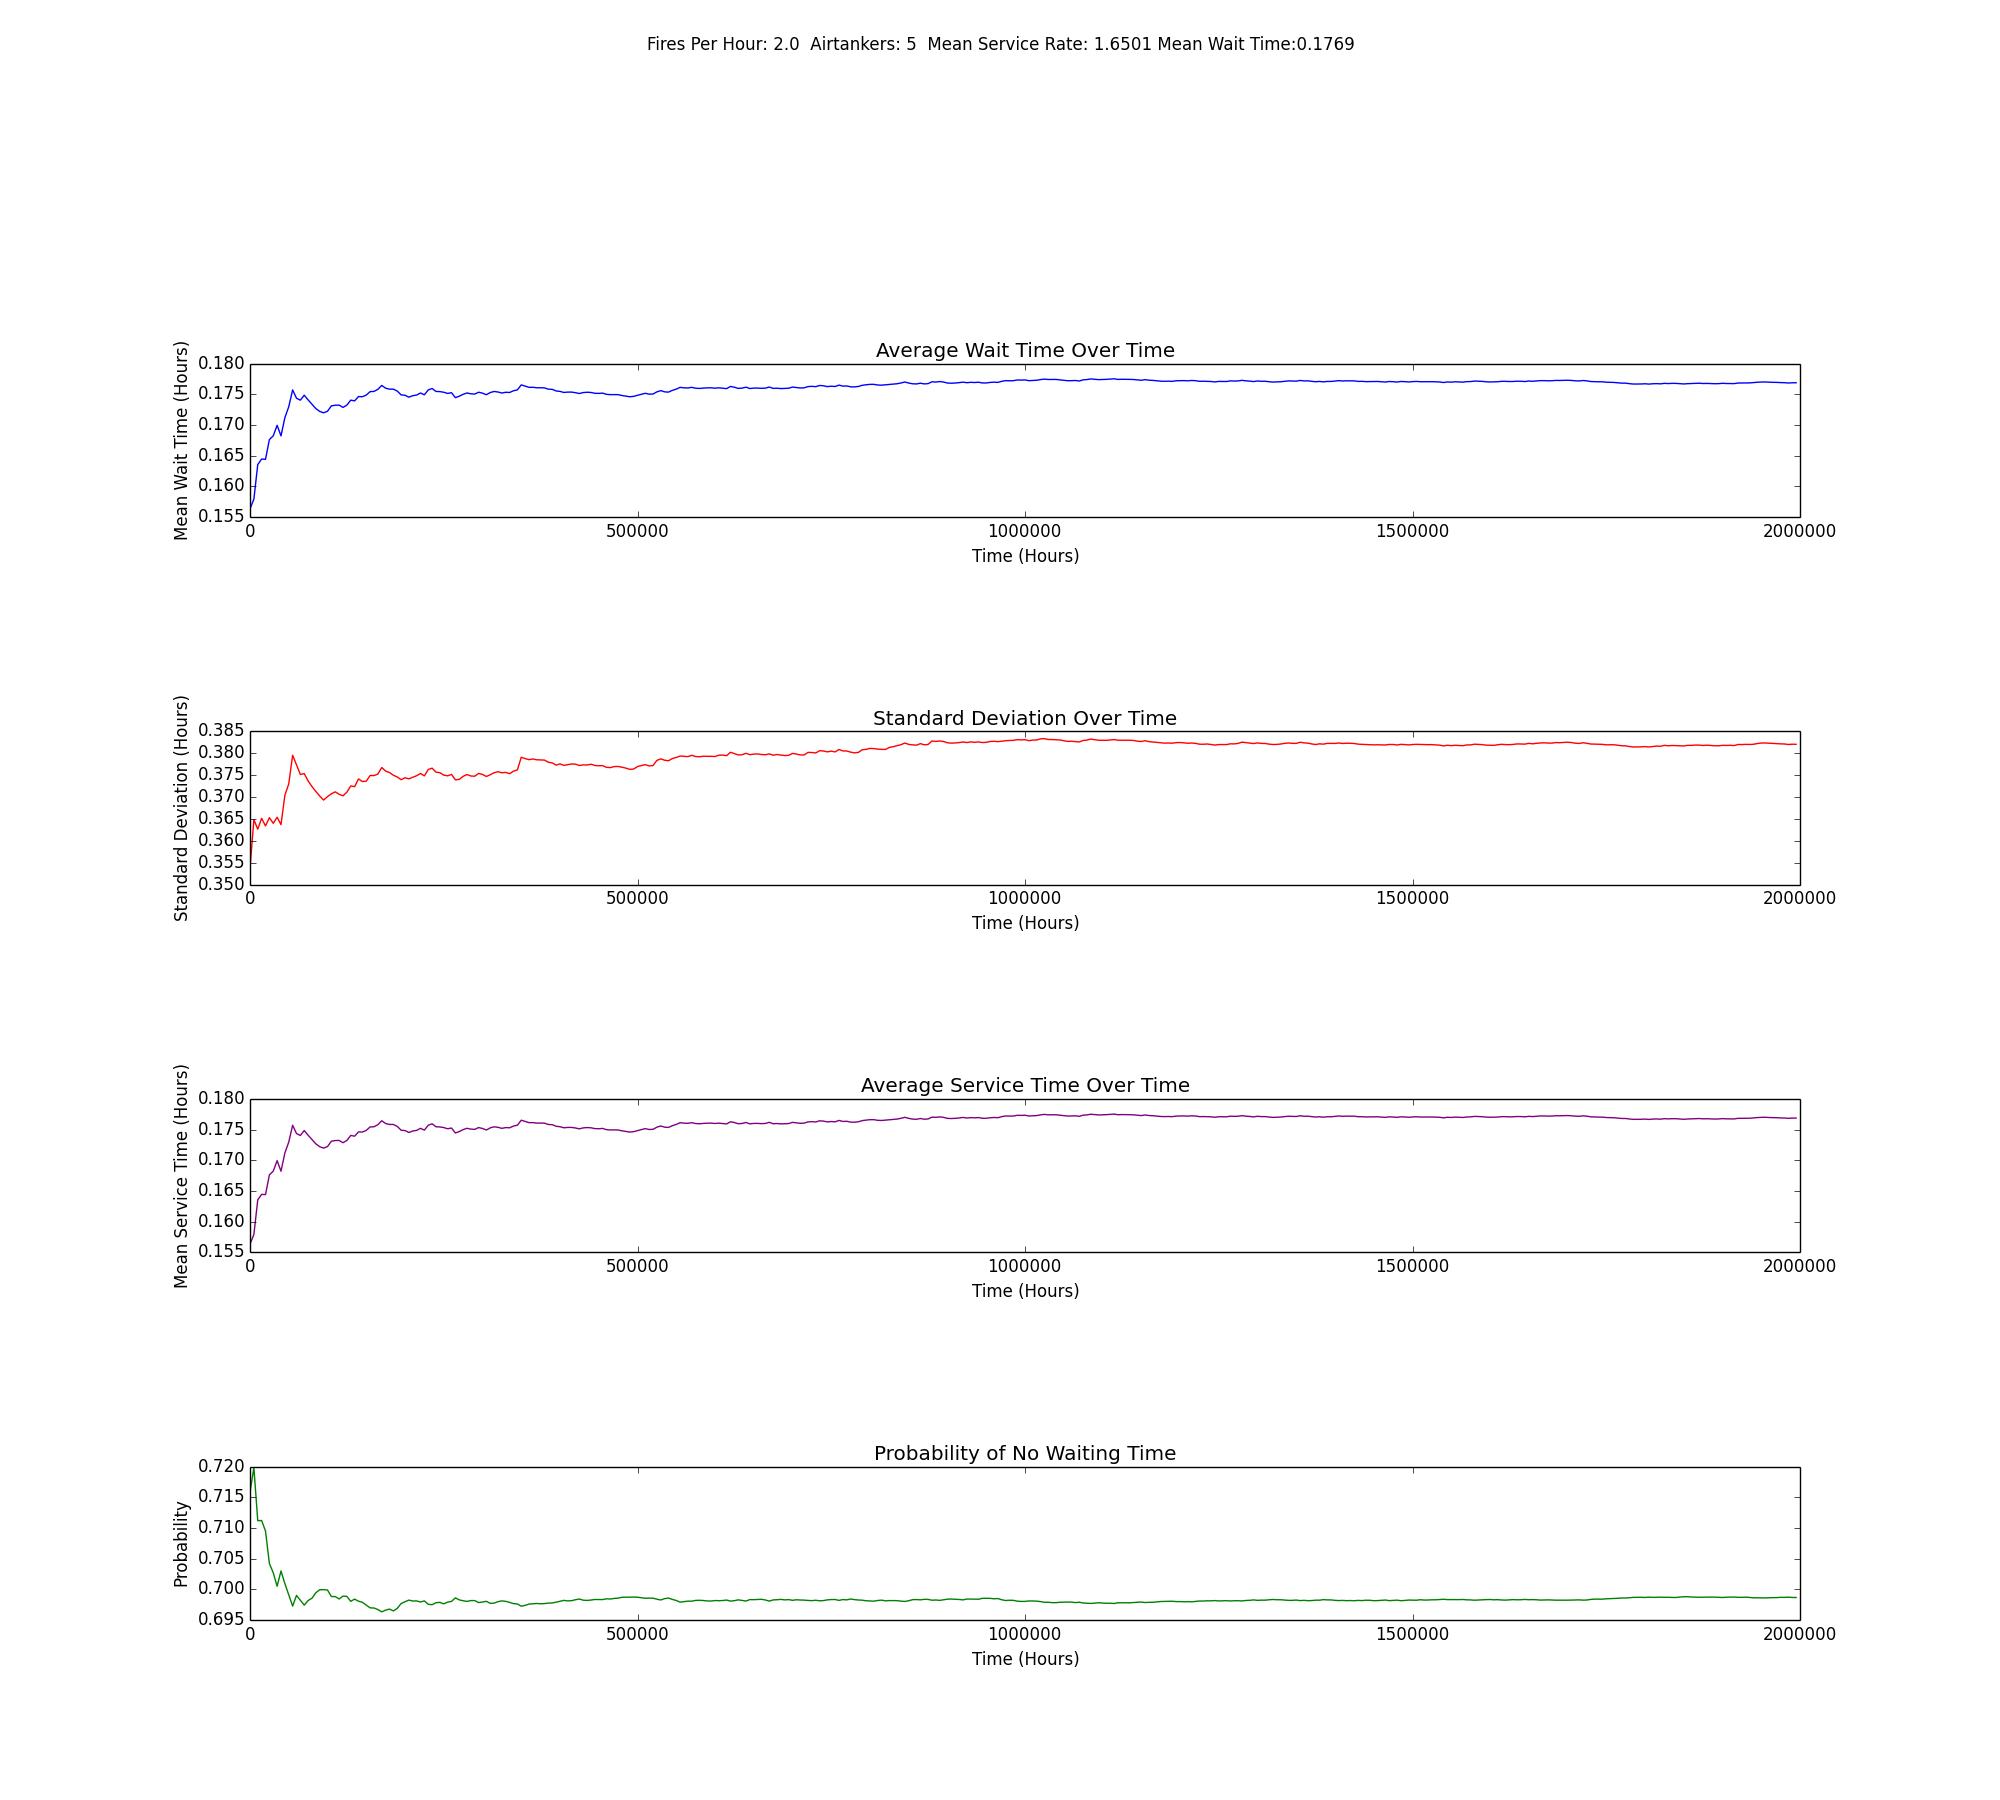 Fires Per Hour: 2.0  Airtankers: 5  Mean Service Rate: 1.6501 Mean Wait Time:0.1769
Average Wait Time Over Time
Mean Wait Time (Hours)
0.180
0.175
0.170
0.165
0.160
0.155
0 500000 1000000 1500000 2000000
Time (Hours)
Standard Deviation Over Time
Standard Deviation (Hours)
0.385
0.380
0.375
0.370
0.365
0.360
0.355
0.350
0 500000 1000000 1500000 2000000
Time (Hours)
Average Service Time Over Time
Mean Service Time (Hours)
0.180
0.175
0.170
0.165
0.160
0.155
0 500000 1000000 1500000 2000000
Time (Hours)
Probability of No Waiting Time
Probability
0.720
0.715
0.710
0.705
0.700
0.695
0 500000 1000000 1500000 2000000
Time (Hours)